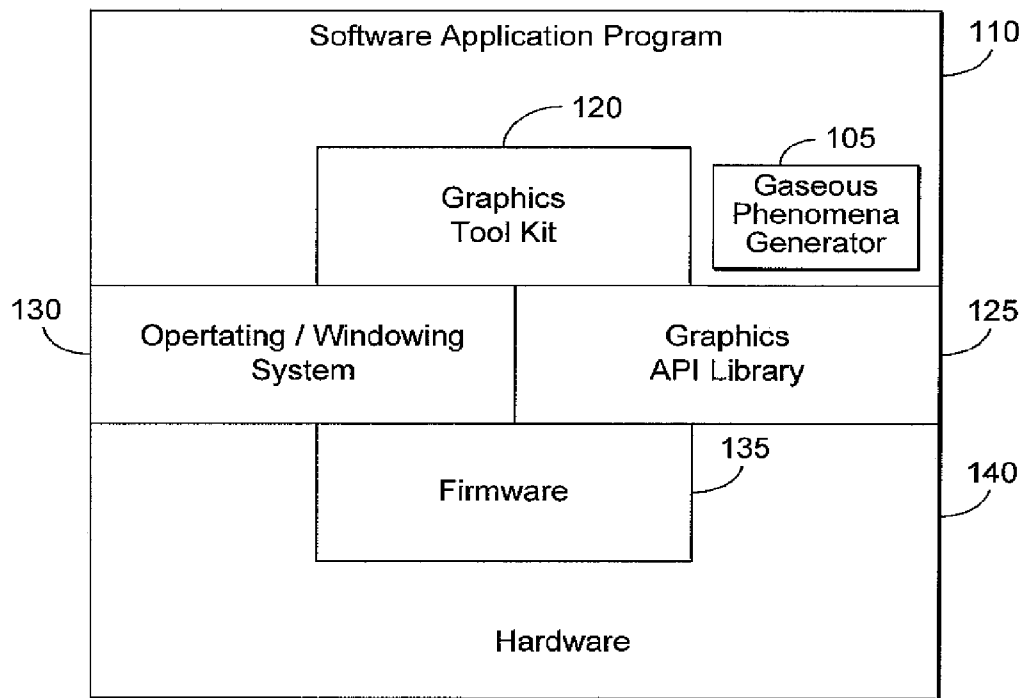 Software Application Program
110
120
105
Graphics
Tool Kit
Gaseous
Phenomena
Generator
130
Opertating / Windowing
System
Graphics
API Library
125
Firmware
135
140
Hardware